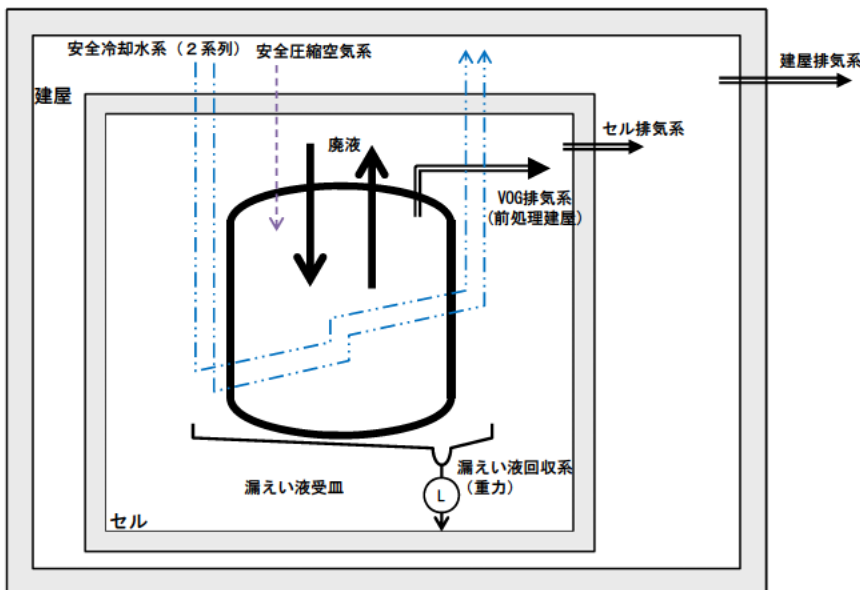 安全冷却水系（２系列）
安全圧縮空気系
建屋排気系
建屋
セル排気系
廃液
VOG排気系
(前処理建屋)
漏えい液回収系
（重力）
漏えい液受皿
L
セル